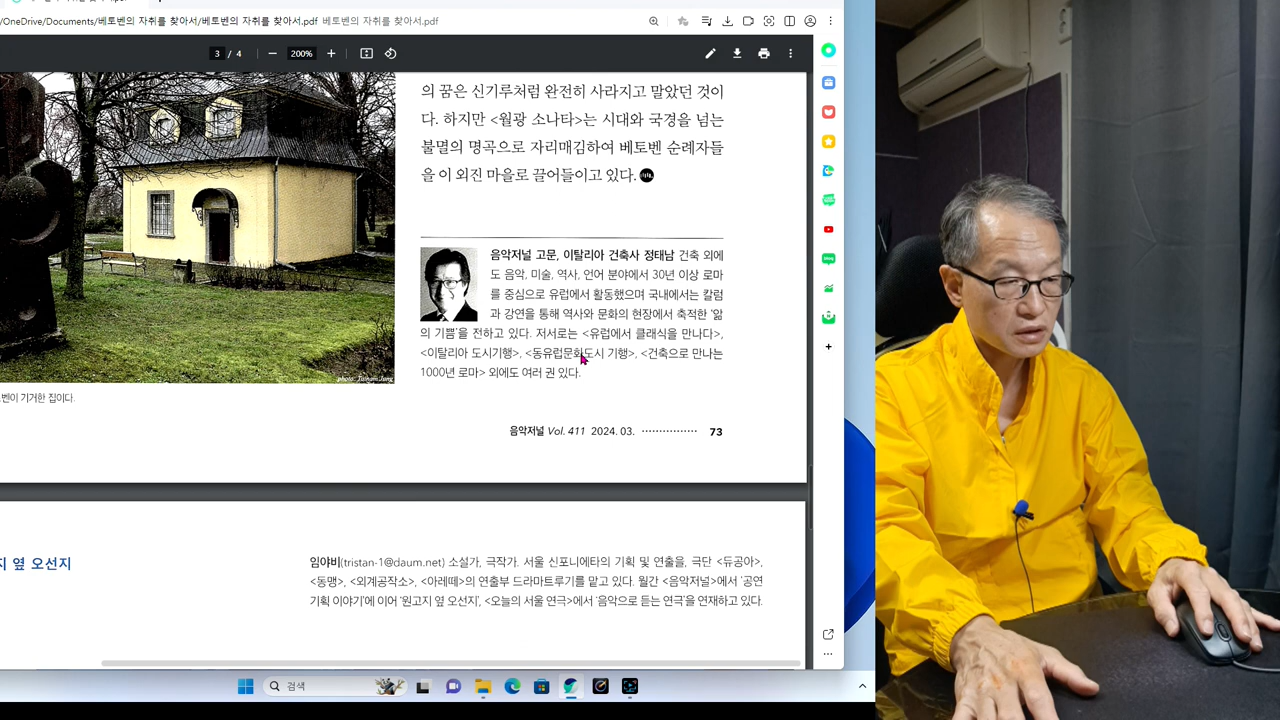 /OneDrive/Documents/베토벤의 자취를 찾아서/베토벤의 자취를 찾아서.pdf 베토벤의 자취를 찾아서.pdf
3 / 4
200%
의 꿈은 신기루처럼 완전히 사라지고 말았던 것이
다. 하지만 <월광 소나타>는 시대와 국경을 넘는
불멸의 명곡으로 자리매김하여 베토벤 순례자들
을 이 외진 마을로 끌어들이고 있다.
음악저널 고문, 이탈리아 건축사 정태남 건축 외에
도 음악, 미술, 역사, 언어 분야에서 30년 이상 로마
를 중심으로 유럽에서 활동했으며 국내에서는 칼럼
과 강연을 통해 역사와 문화의 현장에서 축적한 '앎
의 기쁨'을 전하고 있다. 저서로는 <유럽에서 클래식을 만나다>,
<이탈리아 도시기행>, <동유럽문화도시 기행>, <건축으로 만나는
1000년 로마> 외에도 여러 권 있다.
photo: Taenam Jung
벤이 기거한 집이다.
음악저널 Vol. 411 2024. 03. ················ 73
지 옆 오선지
임야비(tristan-1@daum.net) 소설가, 극작가. 서울 신포니에타의 기획 및 연출을, 극단 <듀공아>,
<동맹>, <외계공작소>, <아레떼>의 연출부 드라마트루기를 맡고 있다. 월간 <음악저널>에서 '공연
기획 이야기'에 이어 '원고지 옆 오선지', <오늘의 서울 연극>에서 '음악으로 듣는 연극'을 연재하고 있다.
검색